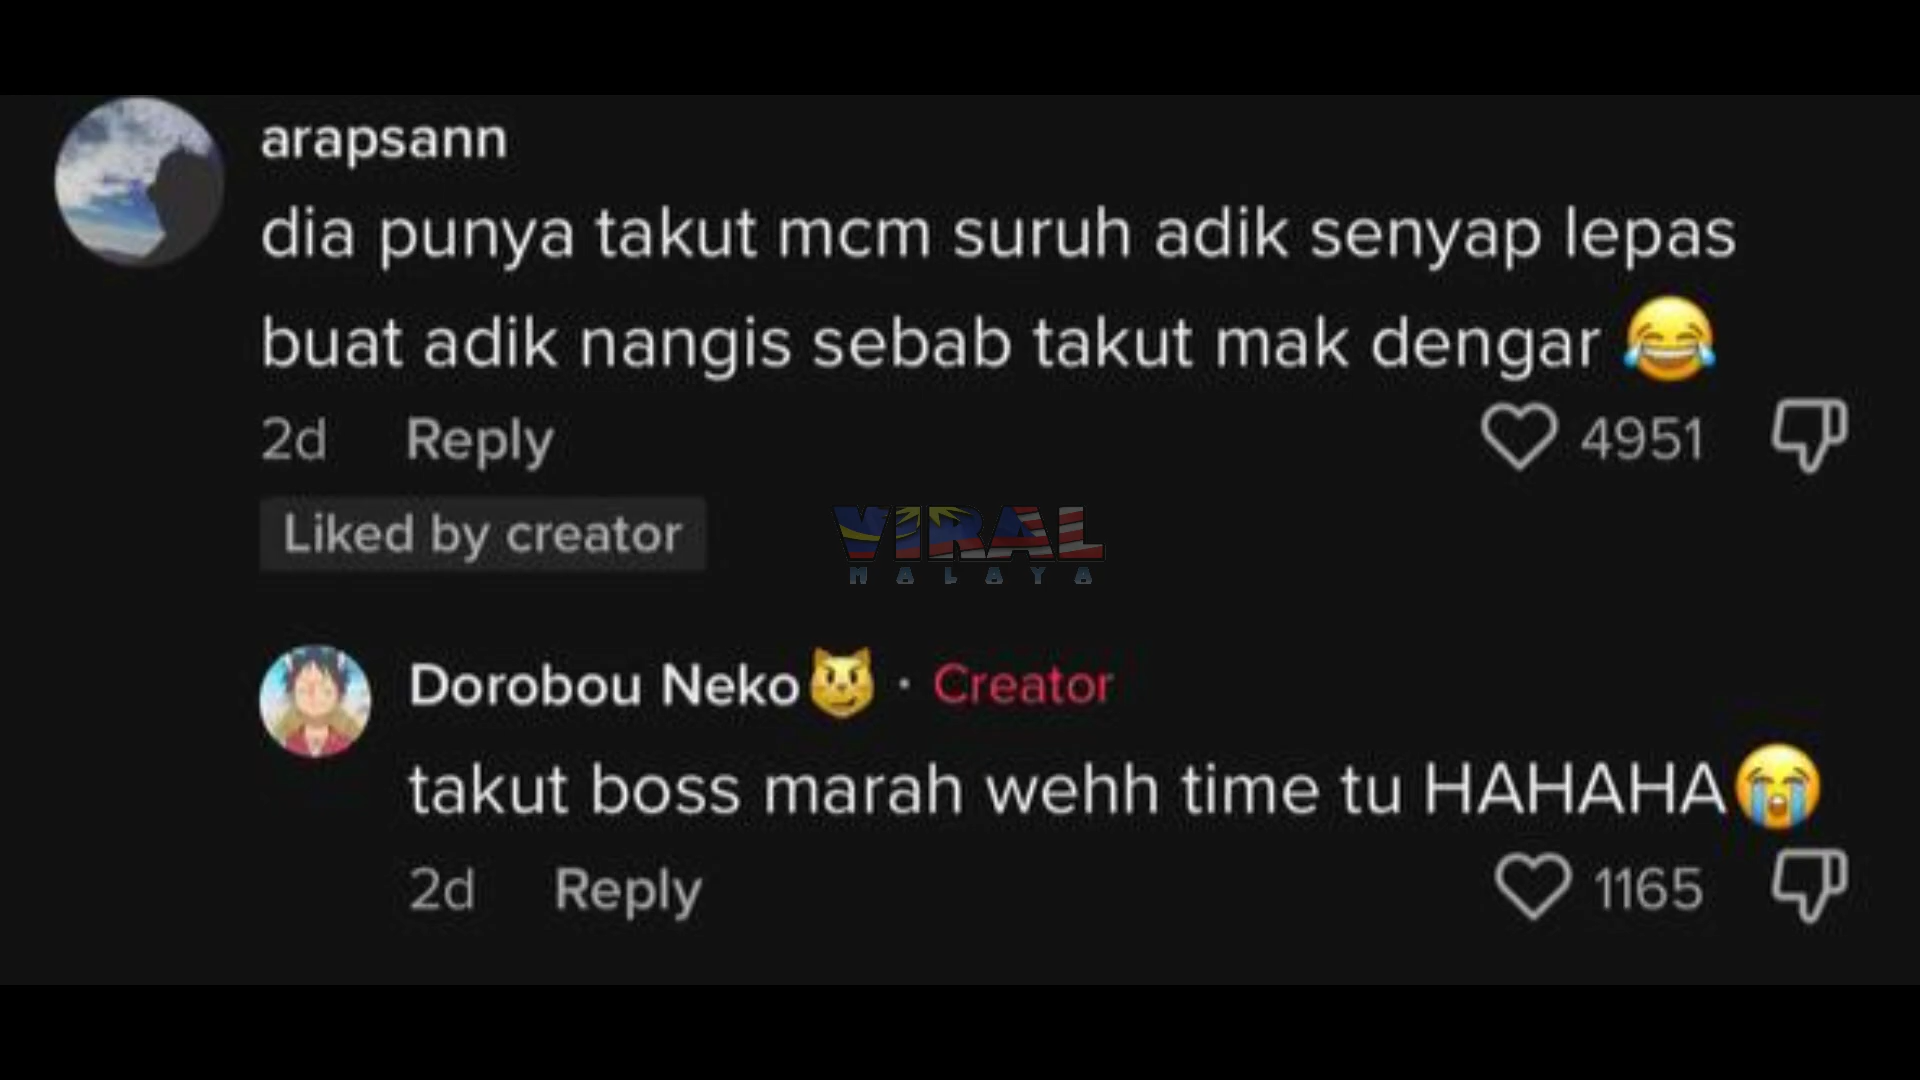 arapsann
dia punya takut mcm suruh adik senyap lepas
buat adik nangis sebab takut mak dengar 😂
2d Reply 4951
Liked by creator
VIRAL
MALAYA
Dorobou Neko😼 · Creator
takut boss marah wehh time tu HAHAHA😭
2d Reply 1165